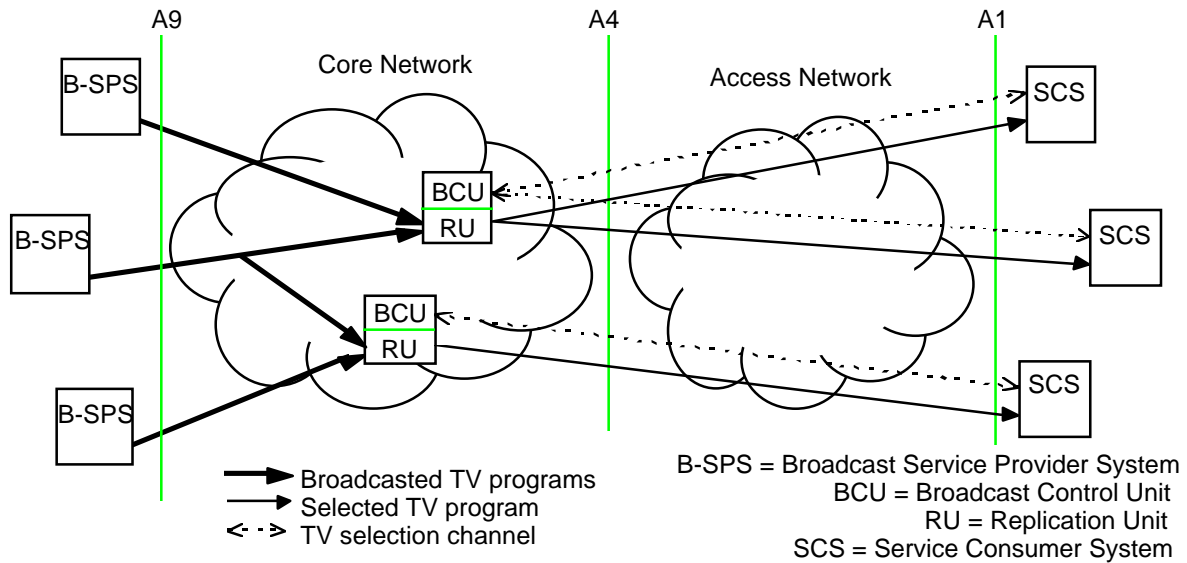 A9
A4
A1
Core Network
Access Network
B-SPS
SCS
BCU
RU
B-SPS
SCS
BCU
RU
B-SPS
SCS
Broadcasted TV programs
Selected TV program
TV selection channel
B-SPS = Broadcast Service Provider System
BCU = Broadcast Control Unit
RU = Replication Unit
SCS = Service Consumer System